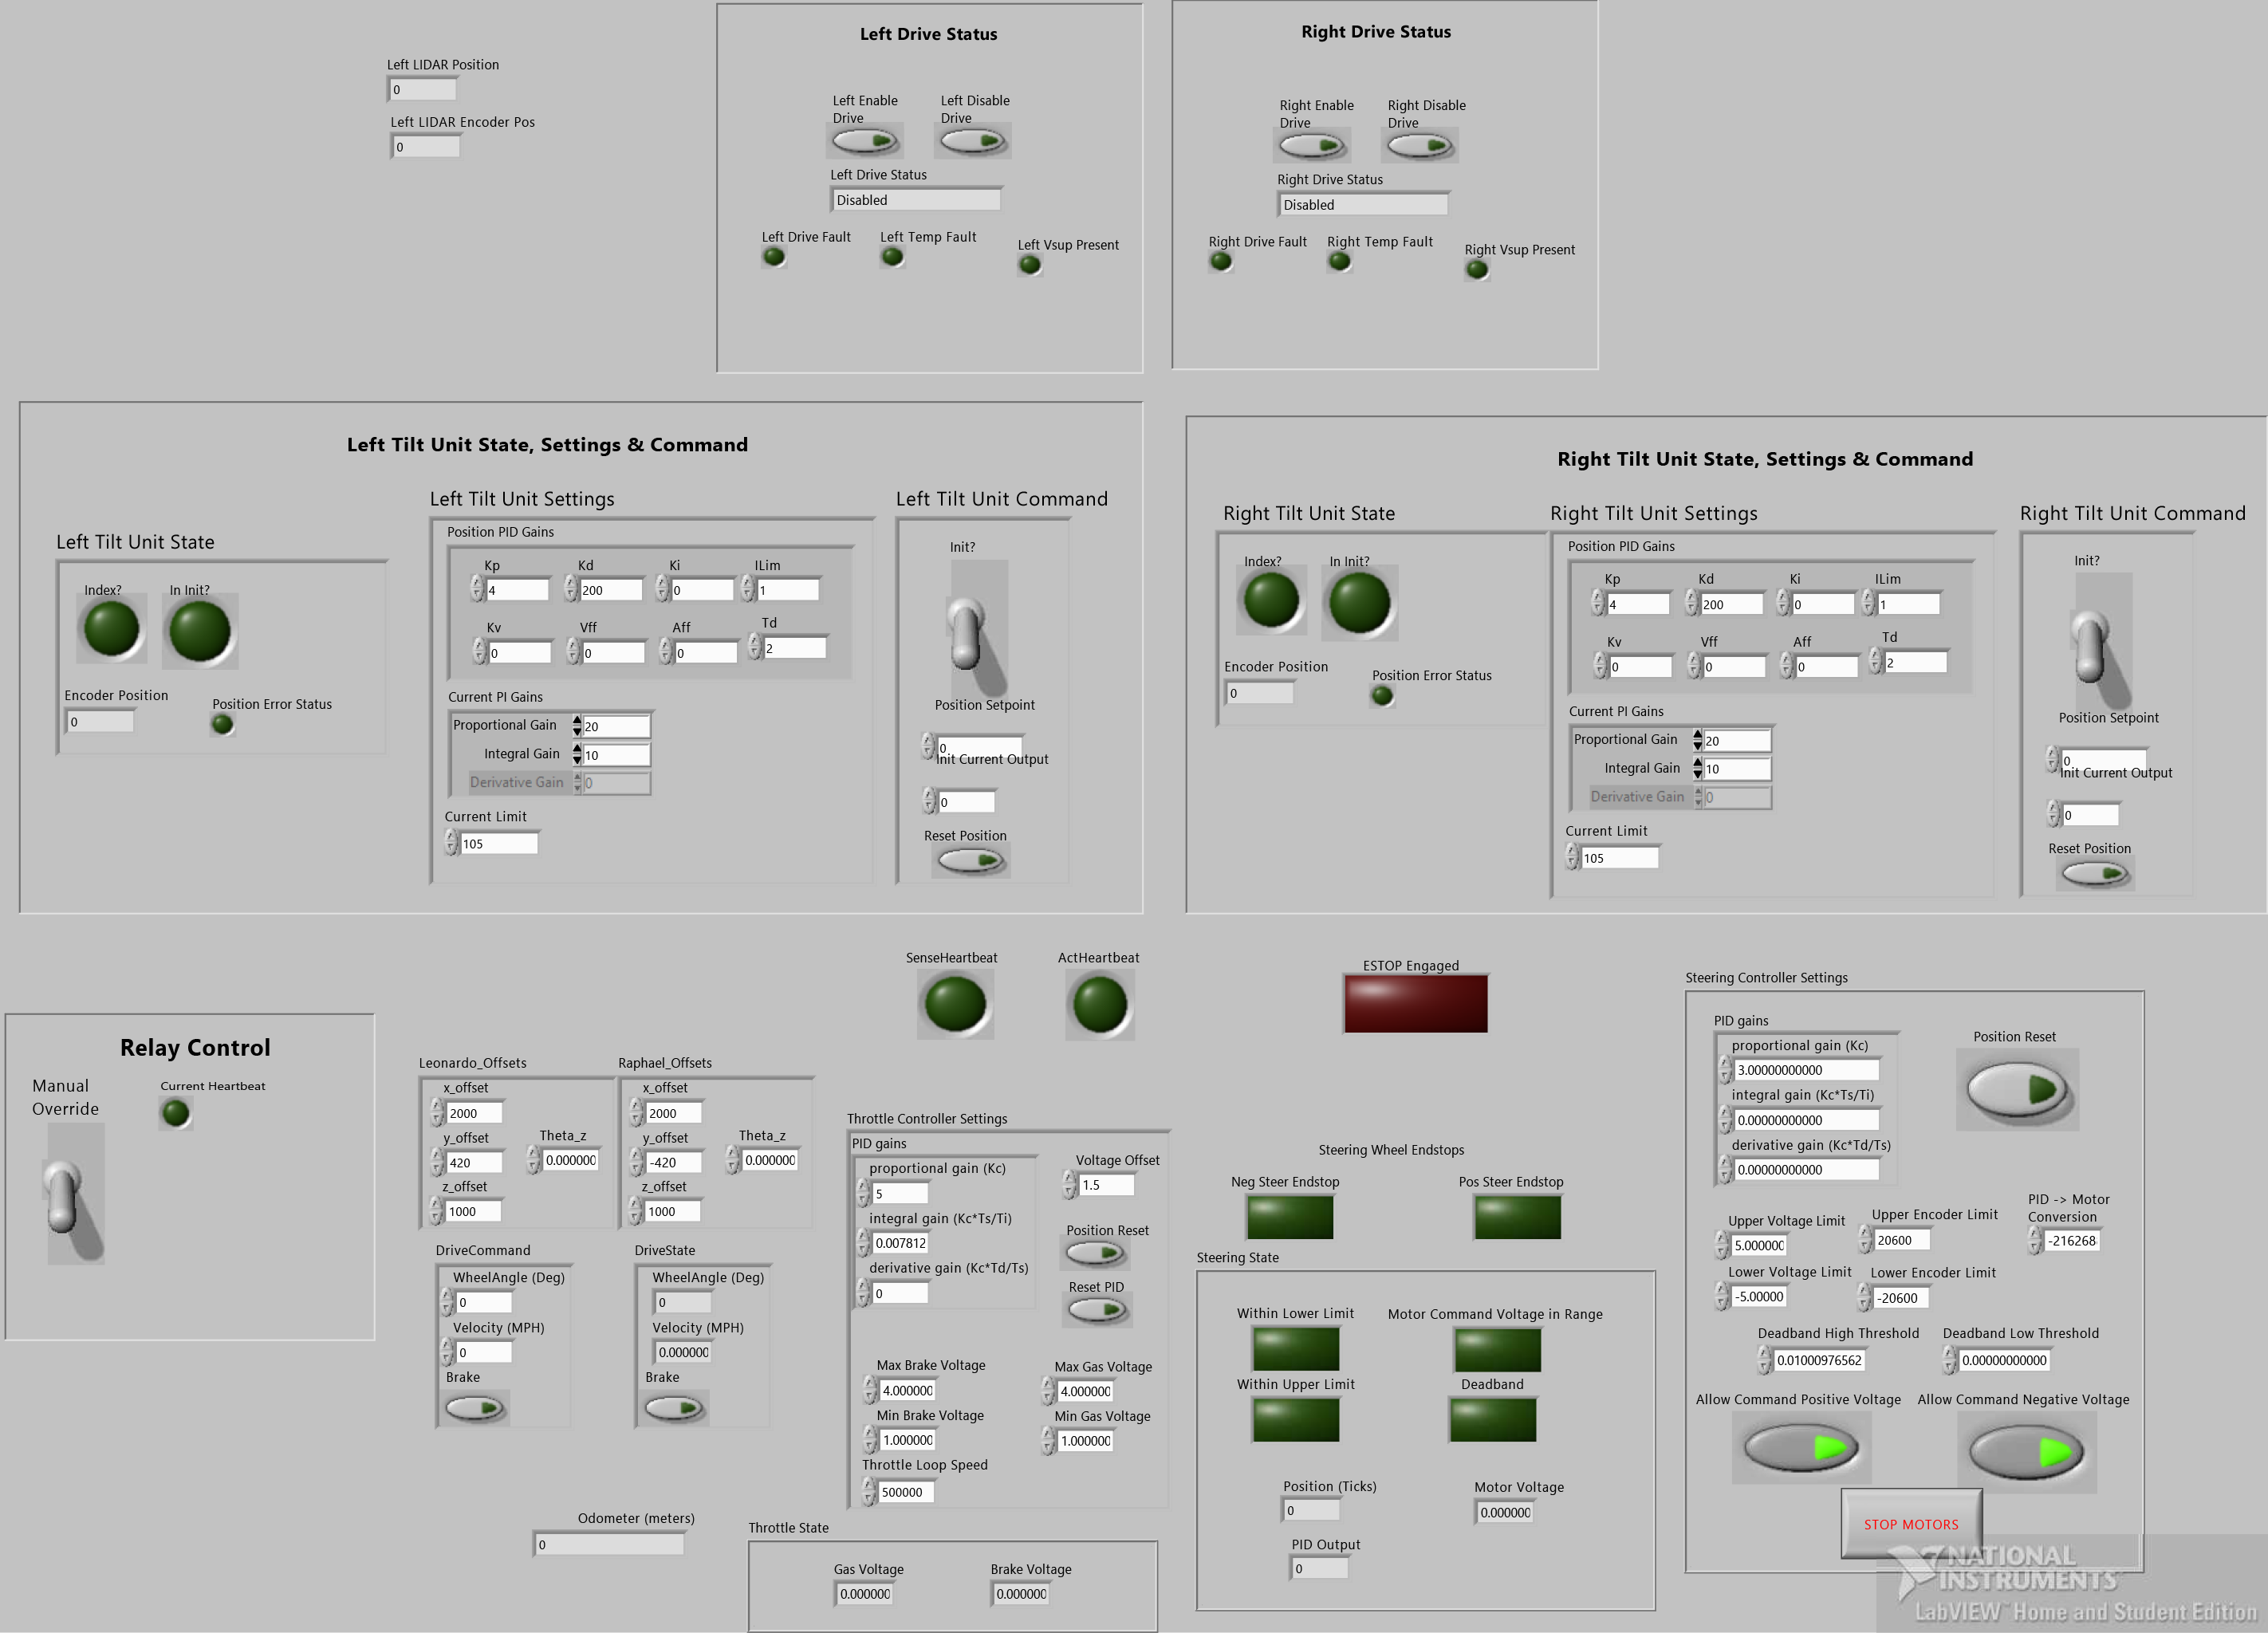 Left Drive Status
Right Drive Status
Left LIDAR Position
0
Left LIDAR Encoder Pos
0
Left Enable Drive
Left Disable Drive
Left Drive Status
Disabled
Left Drive Fault
Left Temp Fault
Left Vsup Present
Right Enable Drive
Right Disable Drive
Right Drive Status
Disabled
Right Drive Fault
Right Temp Fault
Right Vsup Present
Left Tilt Unit State, Settings & Command
Left Tilt Unit State
Index?
In Init?
Encoder Position
0
Position Error Status
Left Tilt Unit Settings
Position PID Gains
Kp
Kd
Ki
ILim
4
200
0
1
Kv
Vff
Aff
Td
0
0
0
2
Current PI Gains
Proportional Gain
20
Integral Gain
10
Derivative Gain
0
Current Limit
105
Left Tilt Unit Command
Init?
Position Setpoint
0
Init Current Output
0
Reset Position
Right Tilt Unit State, Settings & Command
Right Tilt Unit State
Index?
In Init?
Encoder Position
0
Position Error Status
Right Tilt Unit Settings
Position PID Gains
Kp
Kd
Ki
ILim
4
200
0
1
Kv
Vff
Aff
Td
0
0
0
2
Current PI Gains
Proportional Gain
20
Integral Gain
10
Derivative Gain
0
Current Limit
105
Right Tilt Unit Command
Init?
Position Setpoint
0
Init Current Output
0
Reset Position
SenseHeartbeat
ActHeartbeat
ESTOP Engaged
Relay Control
Manual
Override
Current Heartbeat
Leonardo_Offsets
x_offset
2000
y_offset
420
z_offset
1000
Theta_z
0.000000
Raphael_Offsets
x_offset
2000
y_offset
-420
z_offset
1000
Theta_z
0.000000
DriveCommand
WheelAngle (Deg)
0
Velocity (MPH)
0
Brake
DriveState
WheelAngle (Deg)
0
Velocity (MPH)
0.000000
Brake
Odometer (meters)
0
Throttle Controller Settings
PID gains
proportional gain (Kc)
5
integral gain (Kc*Ts/Ti)
0.007812
derivative gain (Kc*Td/Ts)
0
Voltage Offset
1.5
Position Reset
Reset PID
Max Brake Voltage
4.000000
Max Gas Voltage
4.000000
Min Brake Voltage
1.000000
Min Gas Voltage
1.000000
Throttle Loop Speed
500000
Throttle State
Gas Voltage
0.000000
Brake Voltage
0.000000
Steering Wheel Endstops
Neg Steer Endstop
Pos Steer Endstop
Steering State
Within Lower Limit
Motor Command Voltage in Range
Within Upper Limit
Deadband
Position (Ticks)
0
Motor Voltage
0.000000
PID Output
0
Steering Controller Settings
PID gains
proportional gain (Kc)
3.00000000000
integral gain (Kc*Ts/Ti)
0.00000000000
derivative gain (Kc*Td/Ts)
0.00000000000
Position Reset
Upper Voltage Limit
5.000000
Upper Encoder Limit
20600
PID -> Motor
Conversion
-216268
Lower Voltage Limit
-5.00000
Lower Encoder Limit
-20600
Deadband High Threshold
0.01000976562
Deadband Low Threshold
0.00000000000
Allow Command Positive Voltage
Allow Command Negative Voltage
STOP MOTORS
NATIONAL
INSTRUMENTS
LabVIEW™ Home and Student Edition